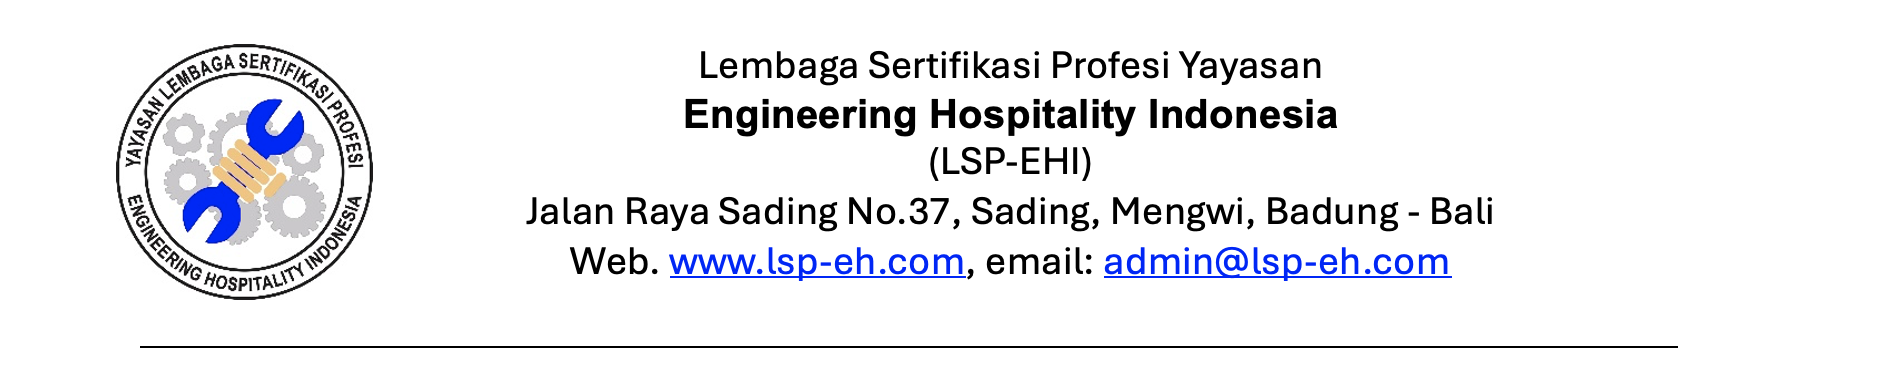 YAYASAN LEMBAGA SERTIFIKASI PROFESI
ENGINEERING HOSPITALITY INDONESIA
Lembaga Sertifikasi Profesi Yayasan
Engineering Hospitality Indonesia
(LSP-EHI)
Jalan Raya Sading No.37, Sading, Mengwi, Badung - Bali
Web. www.lsp-eh.com, email: admin@lsp-eh.com